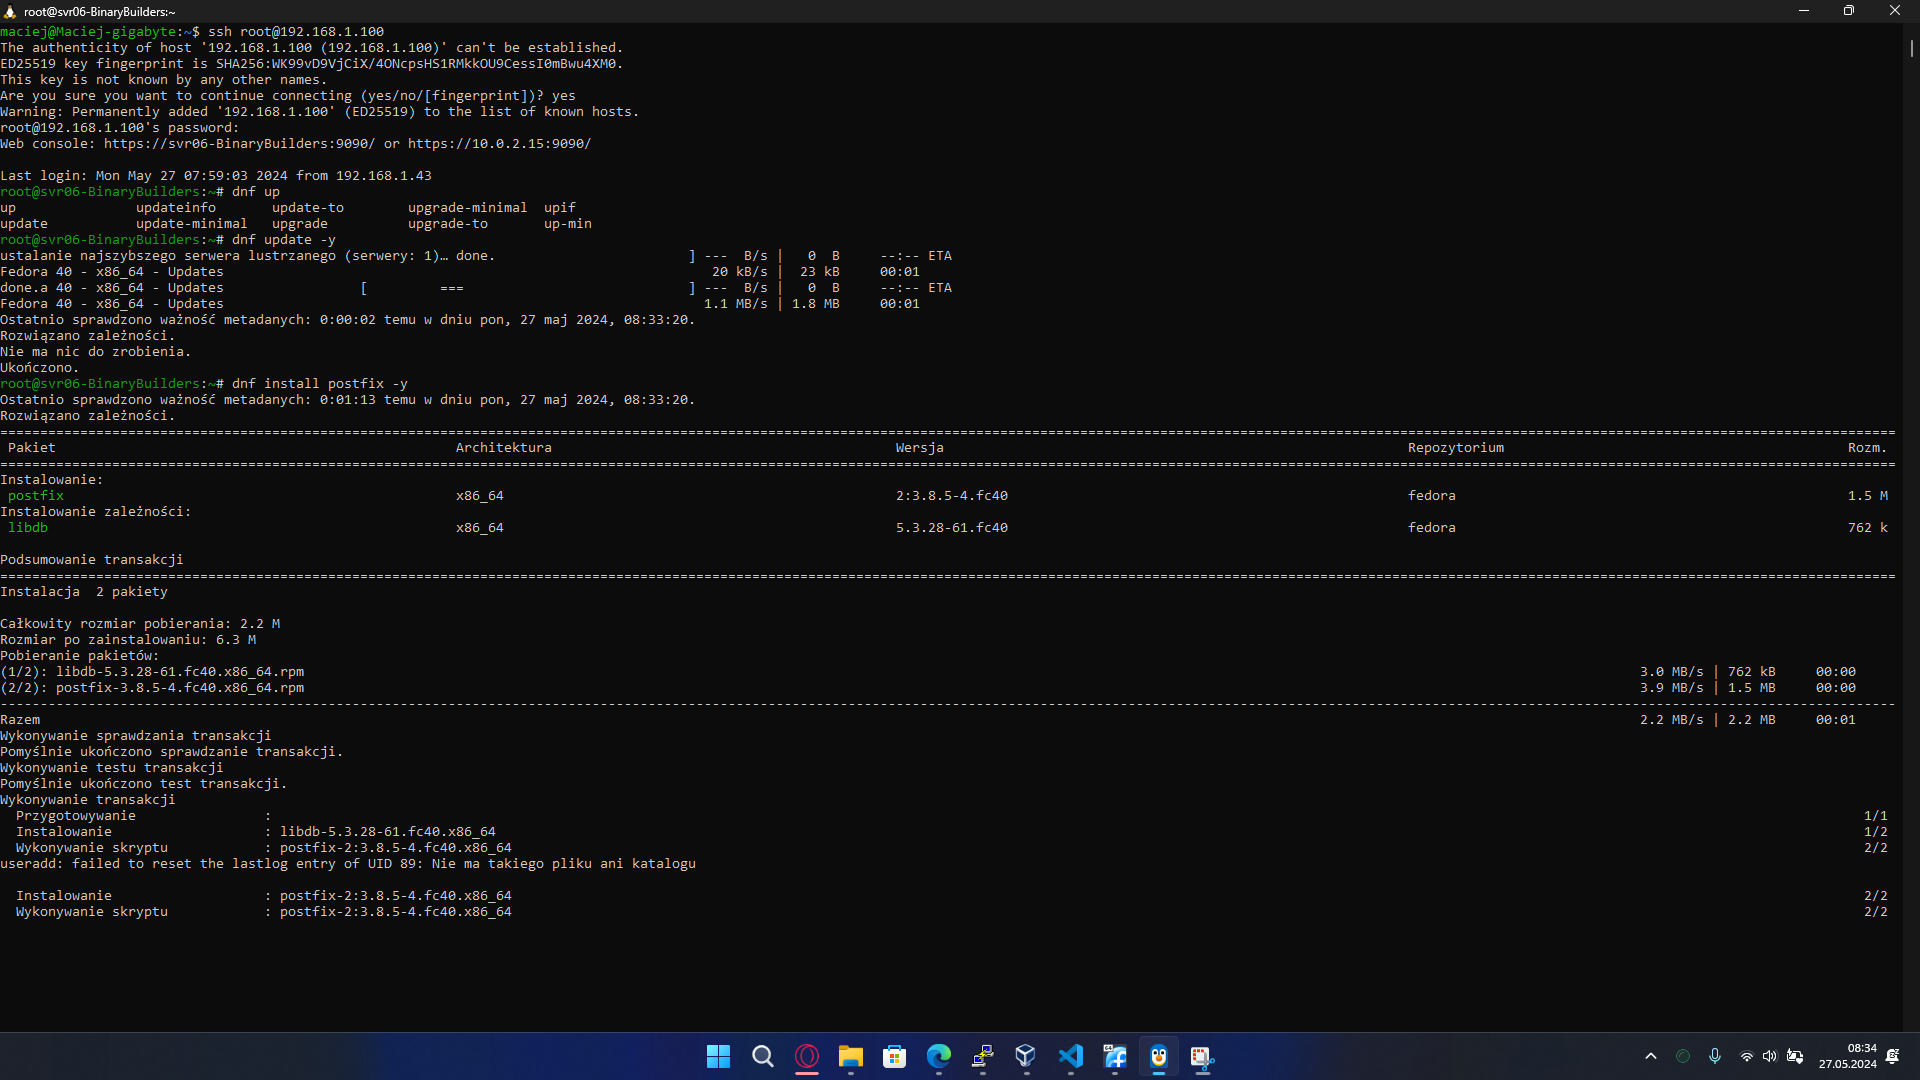 root@svr06-BinaryBuilders:~
maciej@Maciej-gigabyte:~$ ssh root@192.168.1.100
The authenticity of host '192.168.1.100 (192.168.1.100)' can't be established.
ED25519 key fingerprint is SHA256:WK99vD9VjCiX/4ONcpsHS1RMkkOU9CessI0mBwu4XM0.
This key is not known by any other names.
Are you sure you want to continue connecting (yes/no/[fingerprint])? yes
Warning: Permanently added '192.168.1.100' (ED25519) to the list of known hosts.
root@192.168.1.100's password:
Web console: https://svr06-BinaryBuilders:9090/ or https://10.0.2.15:9090/
Last login: Mon May 27 07:59:03 2024 from 192.168.1.43
root@svr06-BinaryBuilders:~# dnf up
up updateinfo update-to upgrade-minimal upif
update update-minimal upgrade upgrade-to up-min
root@svr06-BinaryBuilders:~# dnf update -y
ustalanie najszybszego serwera lustrzanego (serwery: 1)… done. ] --- B/s | 0 B --:-- ETA
Fedora 40 - x86_64 - Updates 20 kB/s | 23 kB 00:01
done.a 40 - x86_64 - Updates [ === ] --- B/s | 0 B --:-- ETA
Fedora 40 - x86_64 - Updates 1.1 MB/s | 1.8 MB 00:01
Ostatnio sprawdzono ważność metadanych: 0:00:02 temu w dniu pon, 27 maj 2024, 08:33:20.
Rozwiązano zależności.
Nie ma nic do zrobienia.
Ukończono.
root@svr06-BinaryBuilders:~# dnf install postfix -y
Ostatnio sprawdzono ważność metadanych: 0:01:13 temu w dniu pon, 27 maj 2024, 08:33:20.
Rozwiązano zależności.
Pakiet Architektura Wersja Repozytorium Rozm.
Instalowanie:
postfix x86_64 2:3.8.5-4.fc40 fedora 1.5 M
Instalowanie zależności:
libdb x86_64 5.3.28-61.fc40 fedora 762 k
Podsumowanie transakcji
Instalacja 2 pakiety
Całkowity rozmiar pobierania: 2.2 M
Rozmiar po zainstalowaniu: 6.3 M
Pobieranie pakietów:
(1/2): libdb-5.3.28-61.fc40.x86_64.rpm 3.0 MB/s | 762 kB 00:00
(2/2): postfix-3.8.5-4.fc40.x86_64.rpm 3.9 MB/s | 1.5 MB 00:00
Razem 2.2 MB/s | 2.2 MB 00:01
Wykonywanie sprawdzania transakcji
Pomyślnie ukończono sprawdzanie transakcji.
Wykonywanie testu transakcji
Pomyślnie ukończono test transakcji.
Wykonywanie transakcji
Przygotowywanie : 1/1
Instalowanie : libdb-5.3.28-61.fc40.x86_64 1/2
Wykonywanie skryptu : postfix-2:3.8.5-4.fc40.x86_64 2/2
useradd: failed to reset the lastlog entry of UID 89: Nie ma takiego pliku ani katalogu
Instalowanie : postfix-2:3.8.5-4.fc40.x86_64 2/2
Wykonywanie skryptu : postfix-2:3.8.5-4.fc40.x86_64 2/2
08:34
27.05.2024